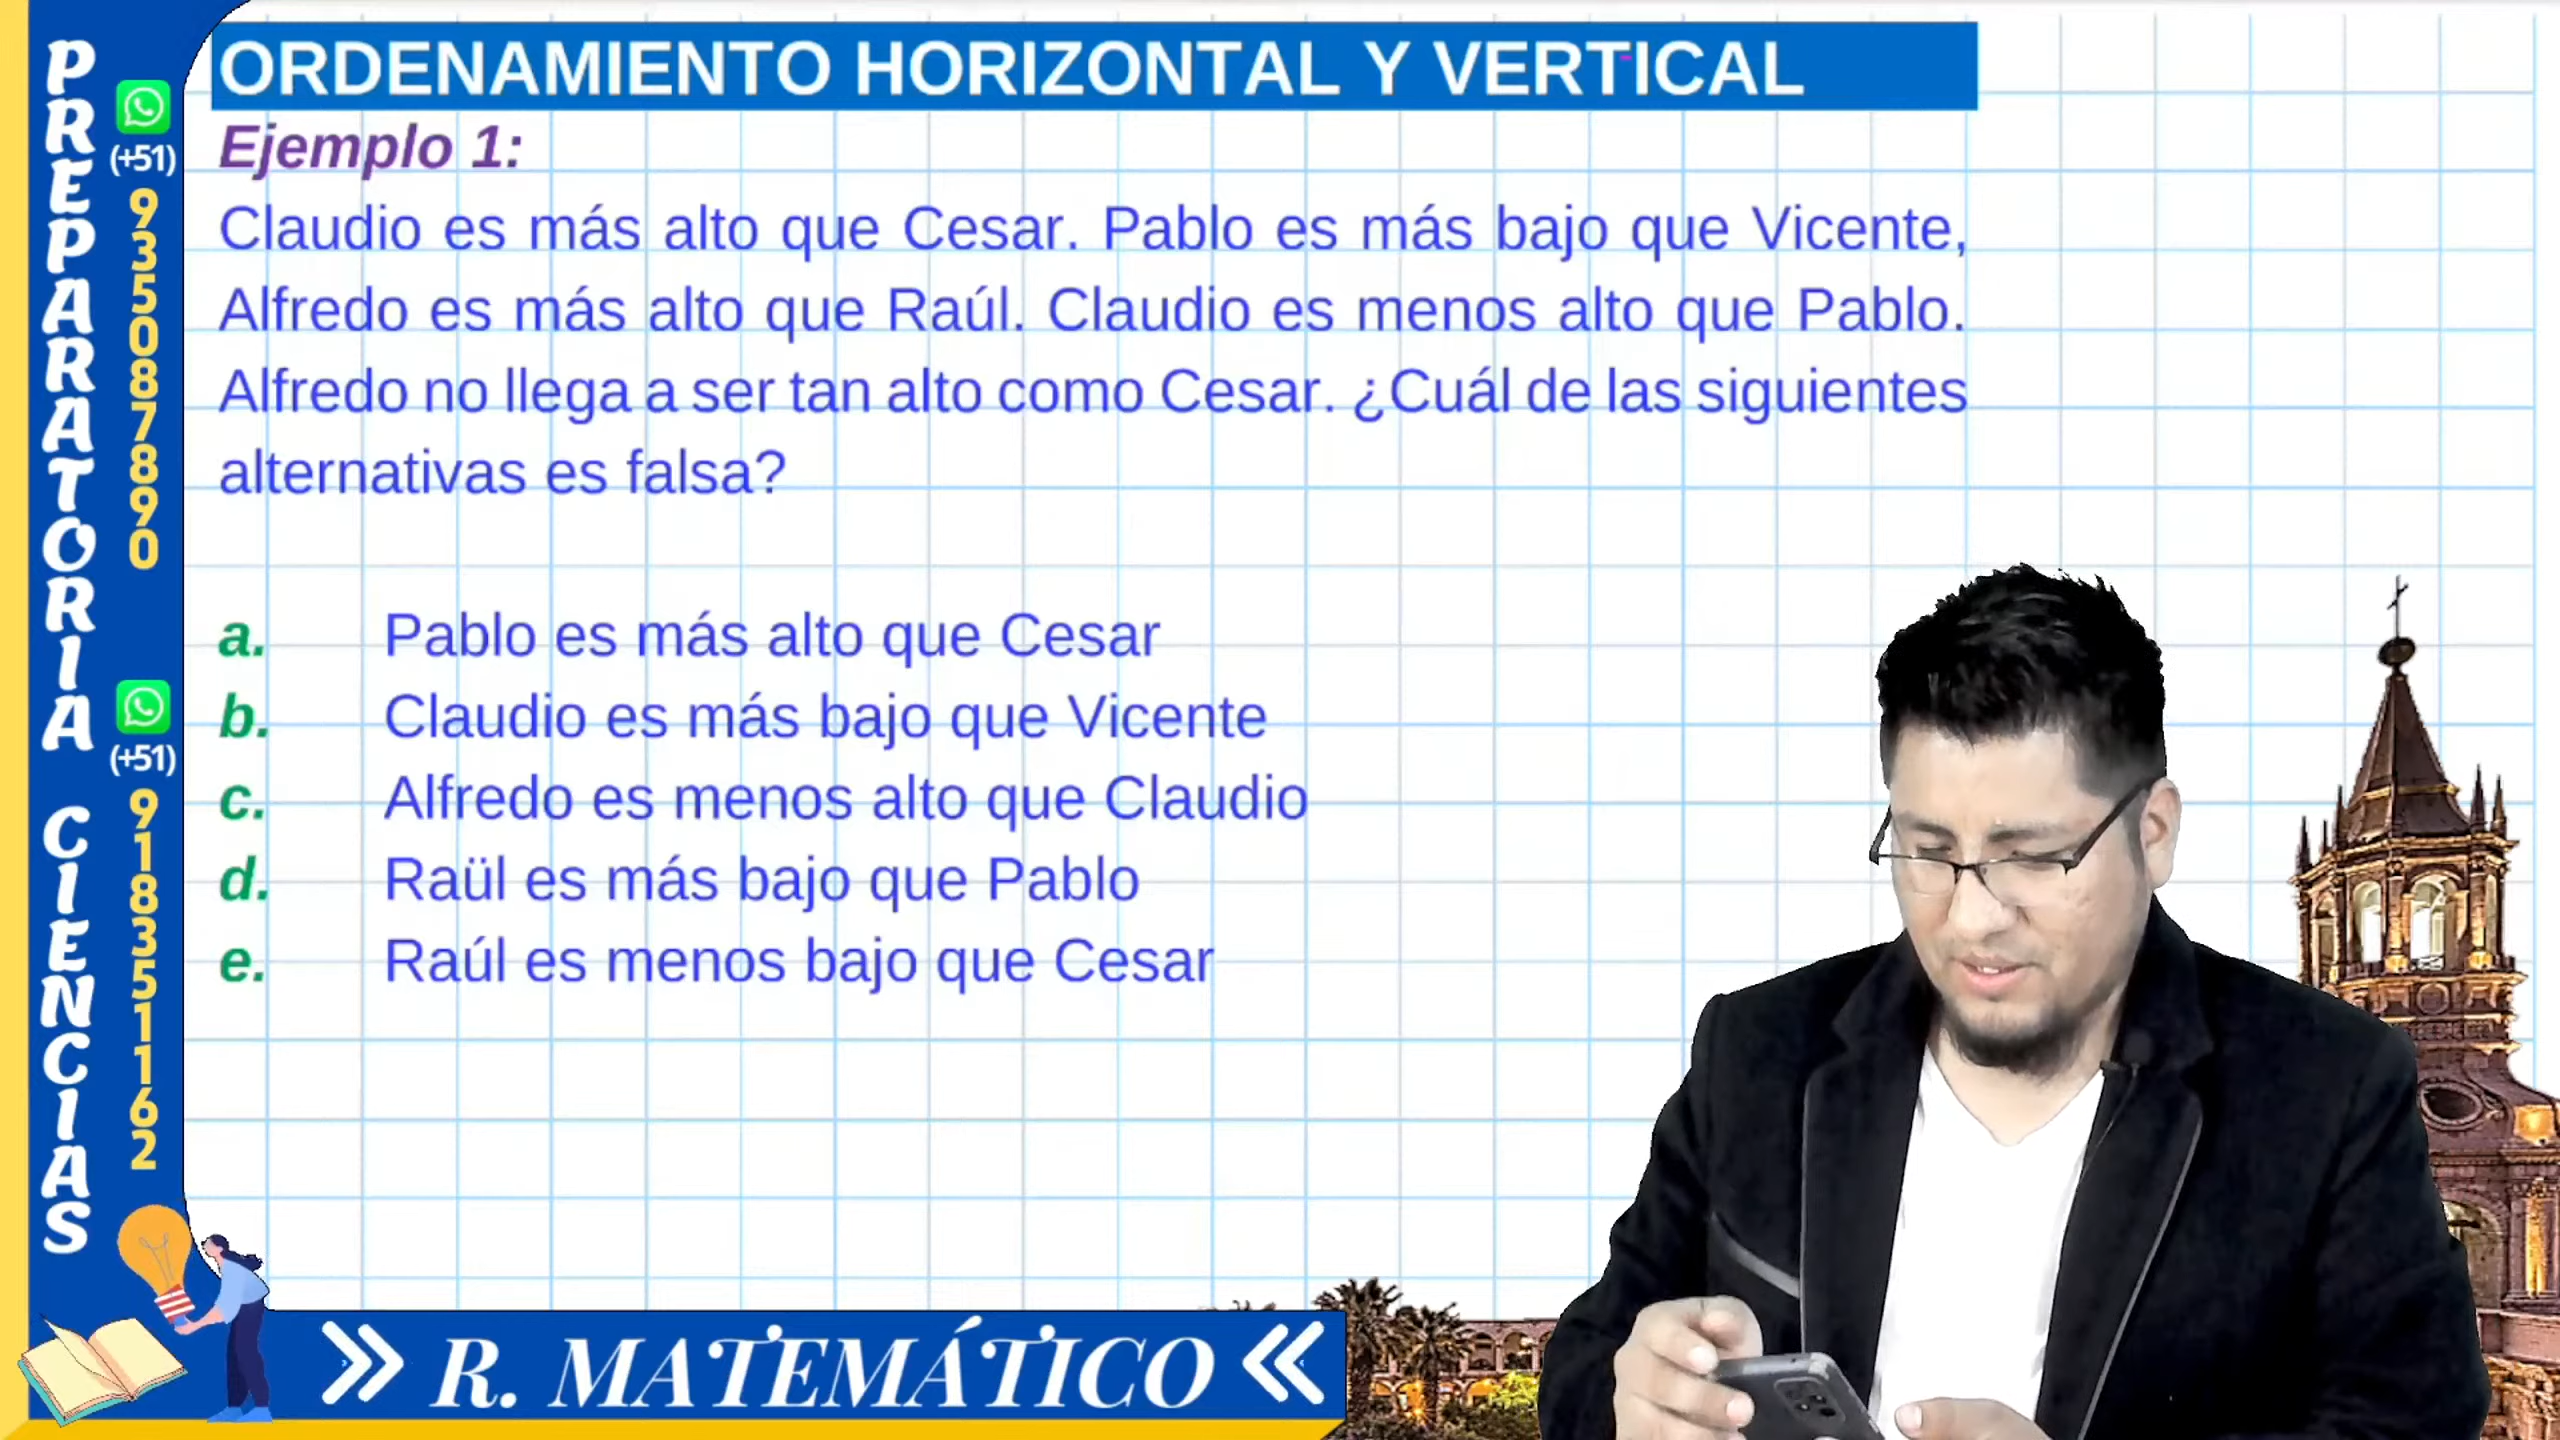 ORDENAMIENTO HORIZONTAL Y VERTICAL
Ejemplo 1:
Claudio es más alto que Cesar. Pablo es más bajo que Vicente,
Alfredo es más alto que Raúl. Claudio es menos alto que Pablo.
Alfredo no llega a ser tan alto como Cesar. ¿Cuál de las siguientes
alternativas es falsa?
a. Pablo es más alto que Cesar
b. Claudio es más bajo que Vicente
c. Alfredo es menos alto que Claudio
d. Raül es más bajo que Pablo
e. Raúl es menos bajo que Cesar
PREPARATORIA CIENCIAS
(+51)
935087890
(+51)
918351162
R. MATEMÁTICO